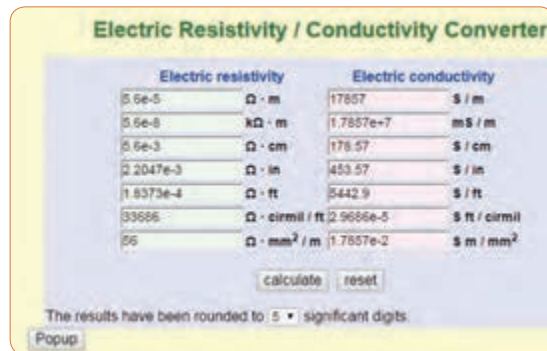 Electric Resistivity / Conductivity Converter
Electric resistivity Electric conductivity
5.6e-5 Ω · m 17857 S / m
5.6e-8 kΩ · m 1.7857e+7 mS / m
5.6e-3 Ω · cm 178.57 S / cm
2.2047e-3 Ω · in 453.57 S / in
1.8373e-4 Ω · ft 5442.9 S / ft
33686 Ω · cirmil / ft 2.9686e-5 S ft / cirmil
56 Ω · mm² / m 1.7857e-2 S m / mm²
calculate reset
The results have been rounded to 5 significant digits.
Popup